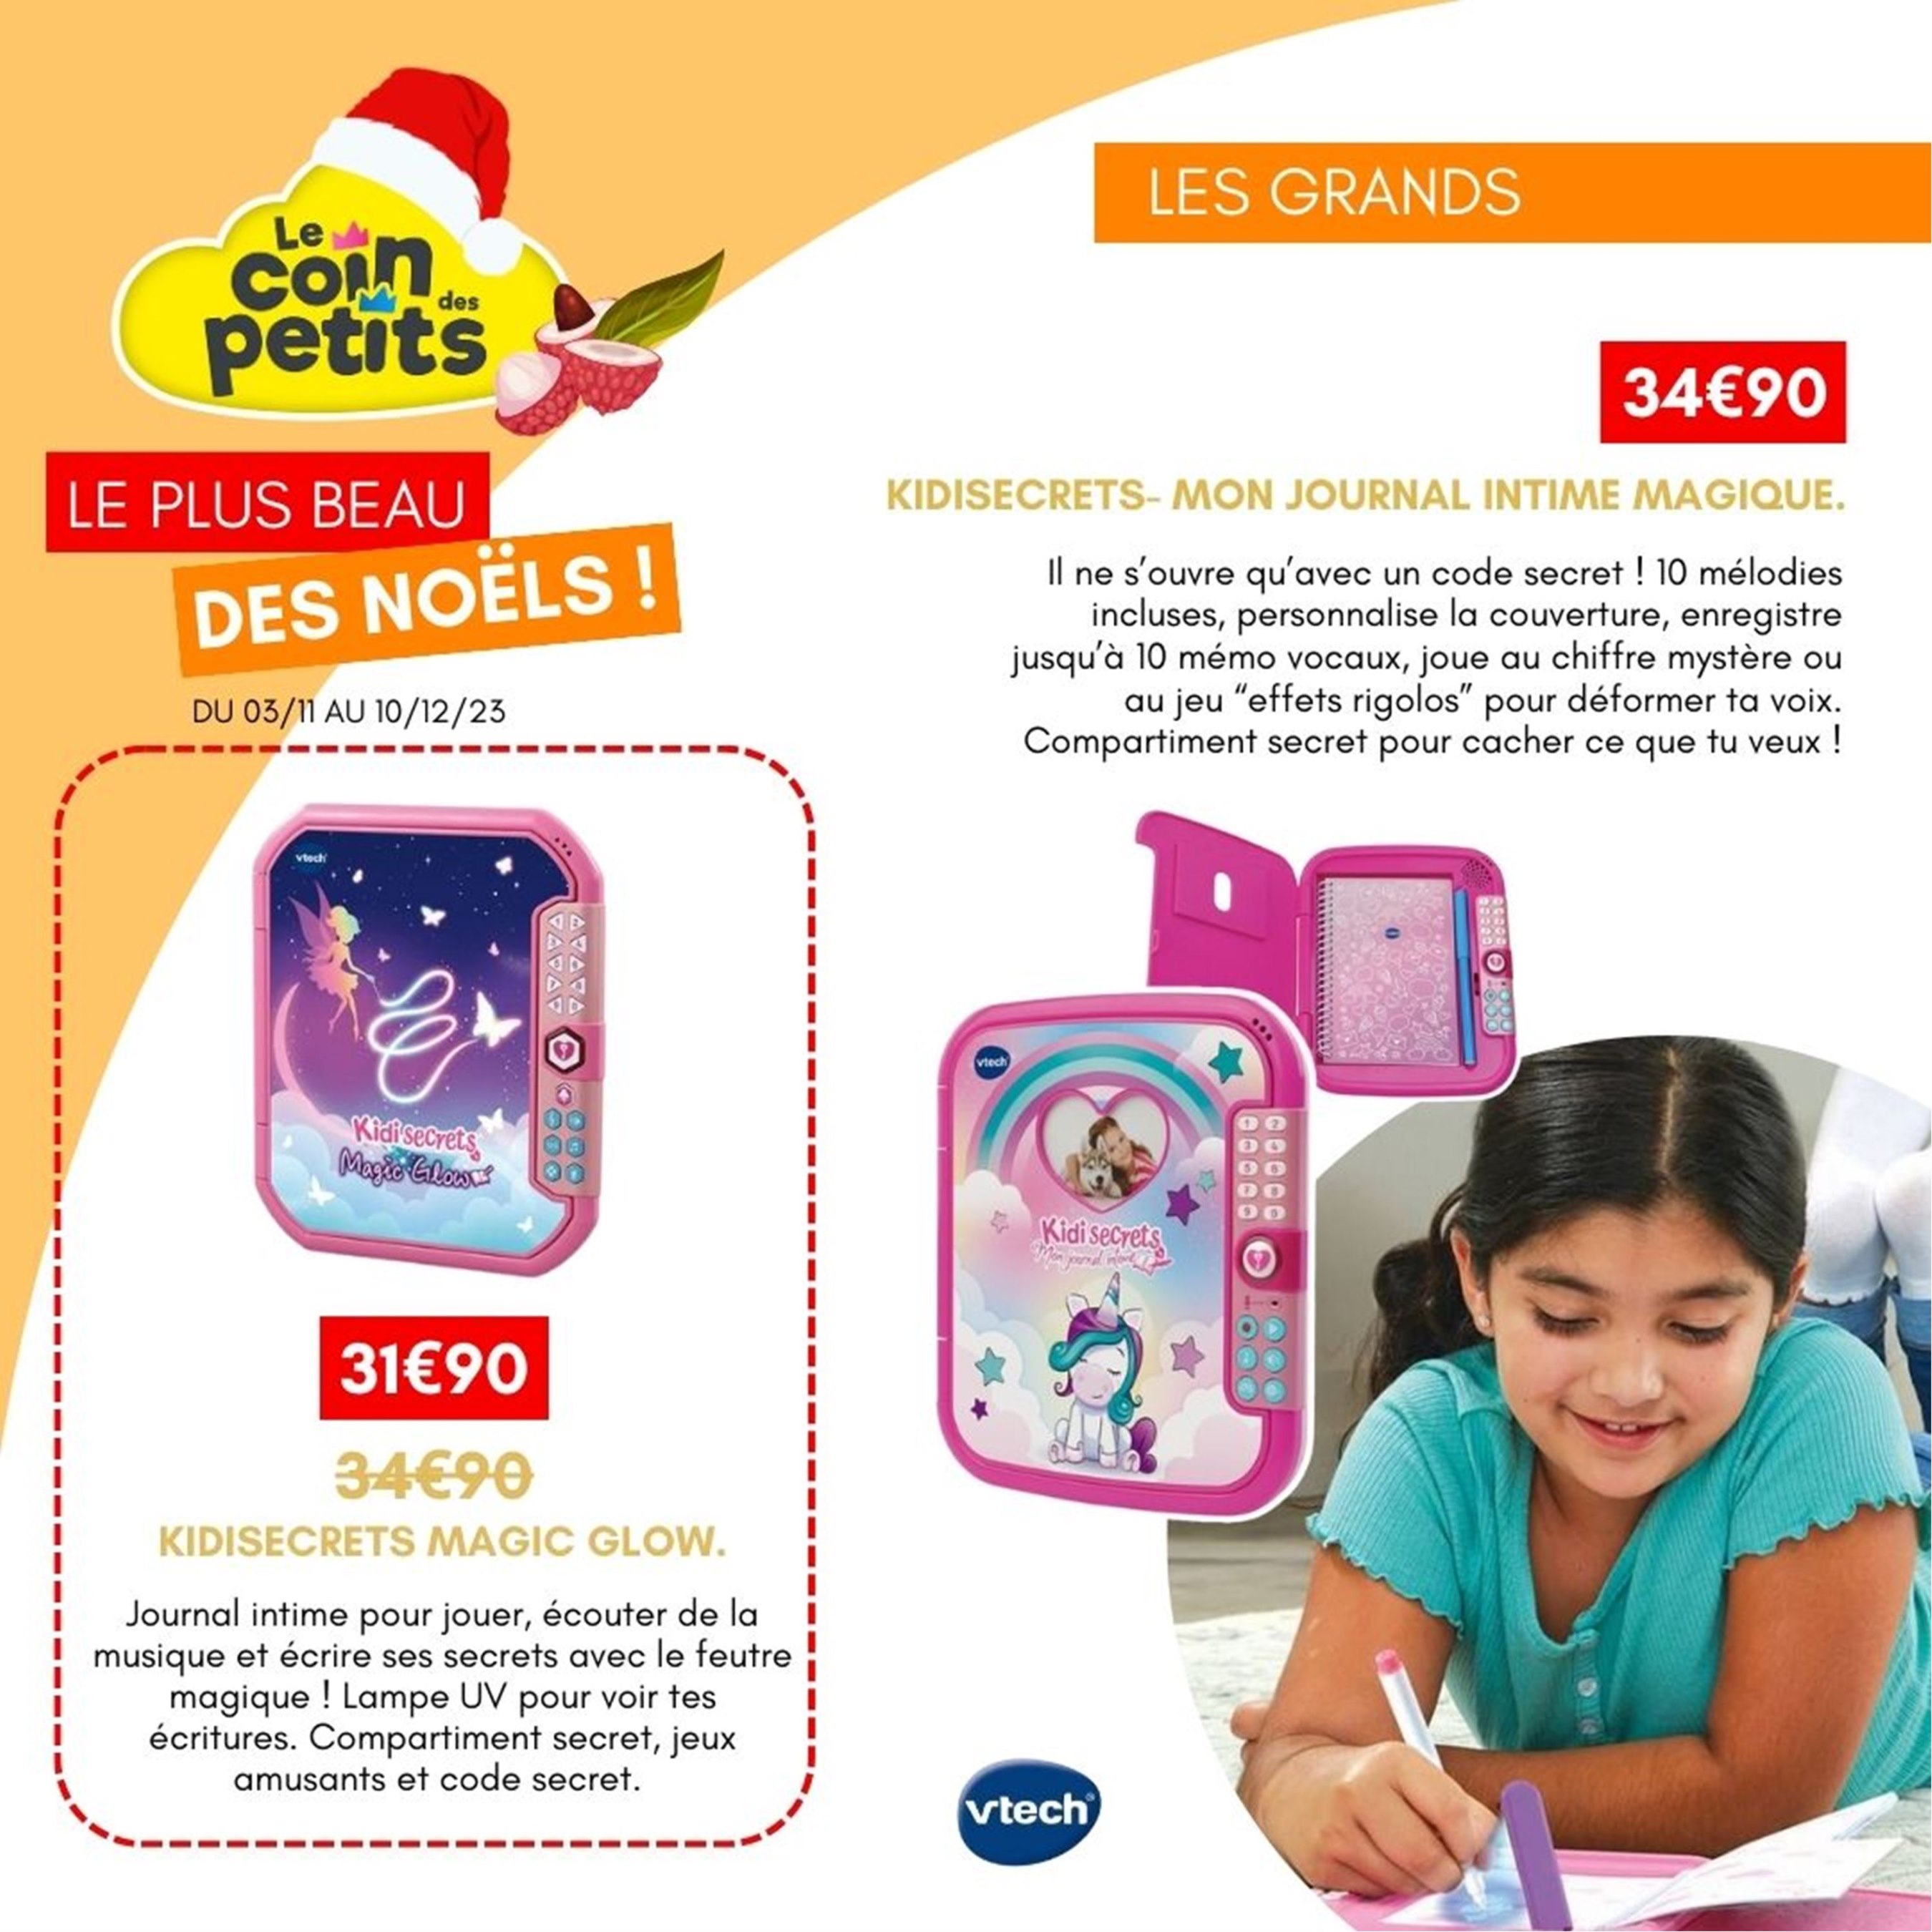 Le
coin
des
petits
LE PLUS BEAU
DES NOËLS !
DU 03/11 AU 10/12/23
vtech
Kidi secrets
Magic Glow
31€90
34€90
KIDISECRETS MAGIC GLOW.
Journal intime pour jouer, écouter de la
musique et écrire ses secrets avec le feutre
magique ! Lampe UV pour voir tes
écritures. Compartiment secret, jeux
amusants et code secret.
LES GRANDS
34€90
KIDISECRETS- MON JOURNAL INTIME MAGIQUE.
Il ne s’ouvre qu’avec un code secret ! 10 mélodies
incluses, personnalise la couverture, enregistre
jusqu’à 10 mémo vocaux, joue au chiffre mystère ou
au jeu “effets rigolos” pour déformer ta voix.
Compartiment secret pour cacher ce que tu veux !
vtech
Kidi secrets
Mon journal intime
vtech